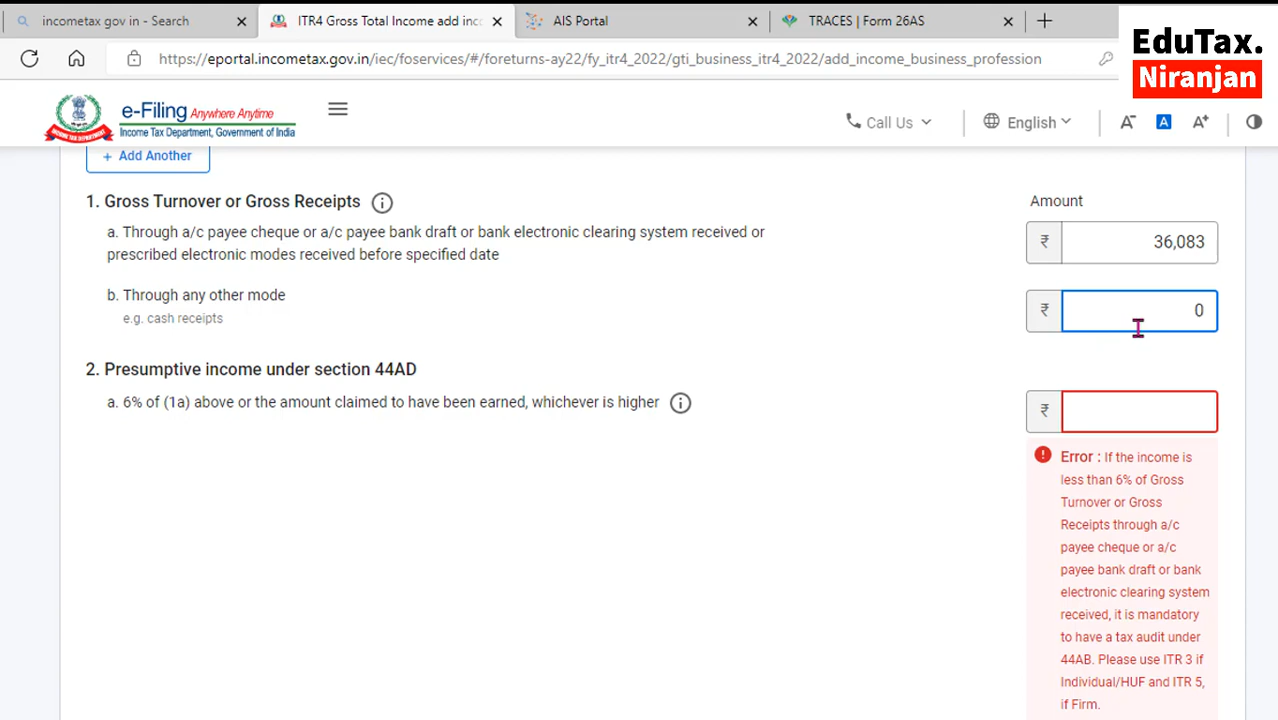 incometax gov in - Search
ITR4 Gross Total Income add inc
AIS Portal
TRACES | Form 26AS
EduTax.
Niranjan
https://eportal.incometax.gov.in/iec/foservices/#/foreturns-ay22/fy_itr4_2022/gti_business_itr4_2022/add_income_business_profession
e-Filing Anywhere Anytime
Income Tax Department, Government of India
Call Us
English
A-
A
A+
+ Add Another
1. Gross Turnover or Gross Receipts
Amount
a. Through a/c payee cheque or a/c payee bank draft or bank electronic clearing system received or
prescribed electronic modes received before specified date
₹ 36,083
b. Through any other mode
e.g. cash receipts
₹ 0
2. Presumptive income under section 44AD
a. 6% of (1a) above or the amount claimed to have been earned, whichever is higher
₹
Error : If the income is
less than 6% of Gross
Turnover or Gross
Receipts through a/c
payee cheque or a/c
payee bank draft or bank
electronic clearing system
received, it is mandatory
to have a tax audit under
44AB. Please use ITR 3 if
Individual/HUF and ITR 5,
if Firm.